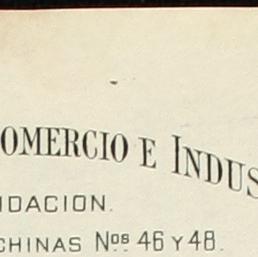 OMERCIO E INDUS
IDACION.
CHINAS Nos. 46 Y 48.